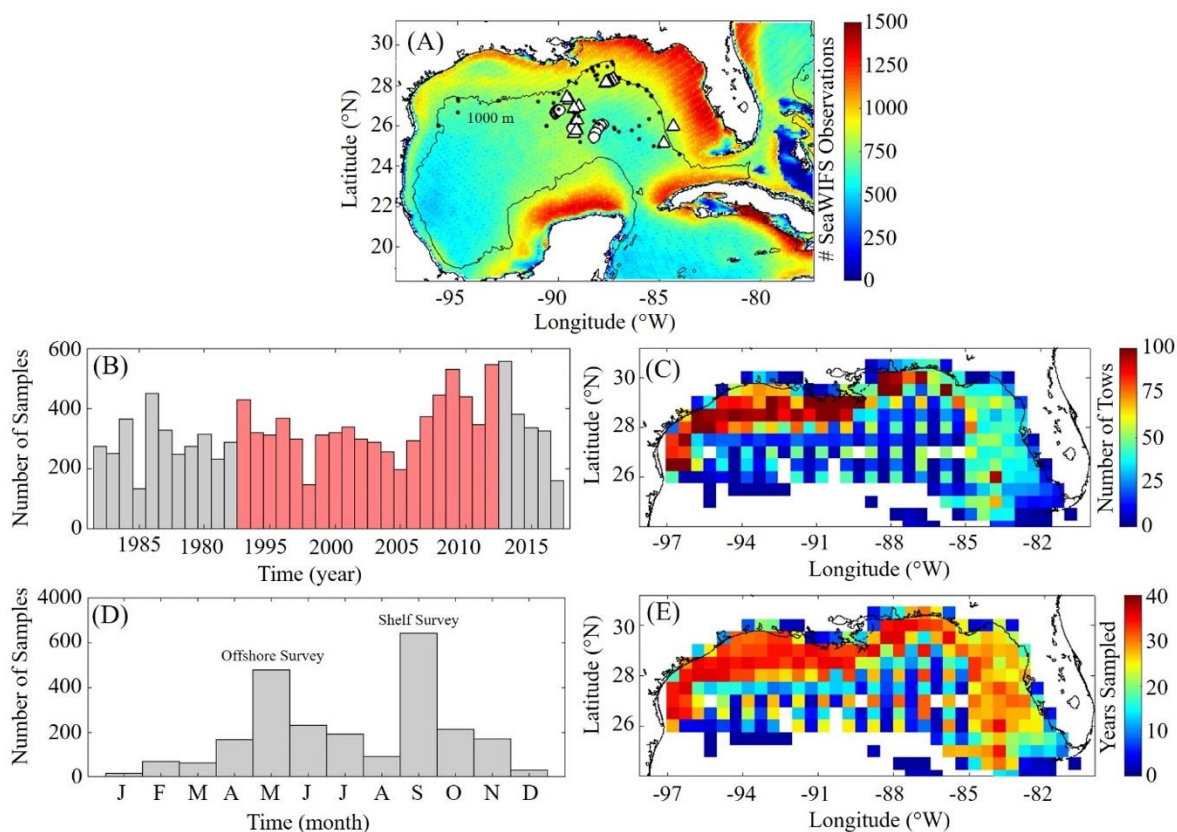 (A)
1000 m
30
28
26
24
22
20
Latitude (°N)
-95 -90 -85 -80
Longitude (°W)
1500
1250
1000
750
500
250
0
# SeaWIFS Observations
(B)
600
400
200
0
Number of Samples
1985 1980 1995 2000 2005 2010 2015
Time (year)
(C)
30
28
26
Latitude (°N)
-97 -94 -91 -88 -85 -82
Longitude (°W)
100
75
50
25
0
Number of Tows
(D)
Offshore Survey
Shelf Survey
4000
600
400
200
0
Number of Samples
J F M A M J J A S O N D
Time (month)
(E)
30
28
26
Latitude (°N)
-97 -94 -91 -88 -85 -82
Longitude (°W)
40
30
20
10
0
Years Sampled